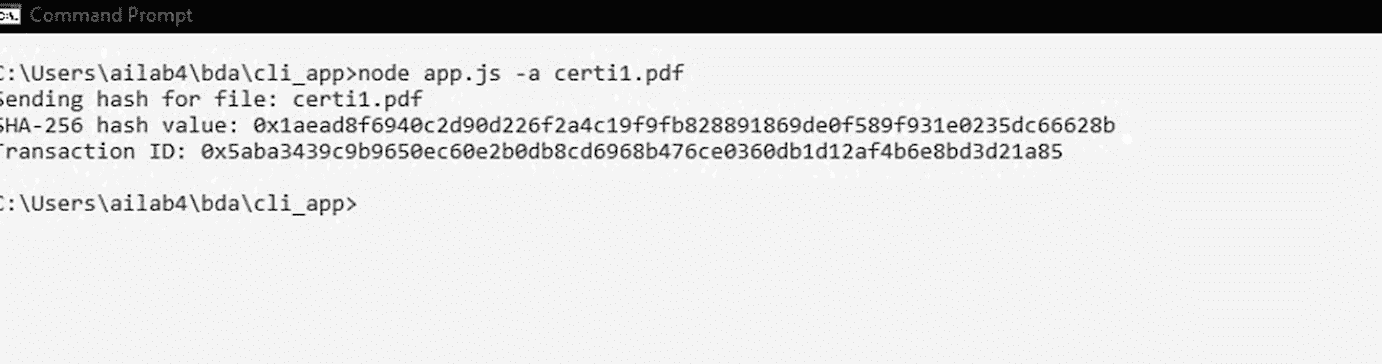 Command Prompt
C:\Users\ailab4\bda\cli_app>node app.js -a certi1.pdf
Sending hash for file: certi1.pdf
SHA-256 hash value: 0x1aead8f6940c2d90d226f2a4c19f9fb828891869de0f589f931e0235dc66628b
Transaction ID: 0x5aba3439c9b9650ec60e2b0db8cd6968b476ce0360db1d12af4b6e8bd3d21a85
C:\Users\ailab4\bda\cli_app>